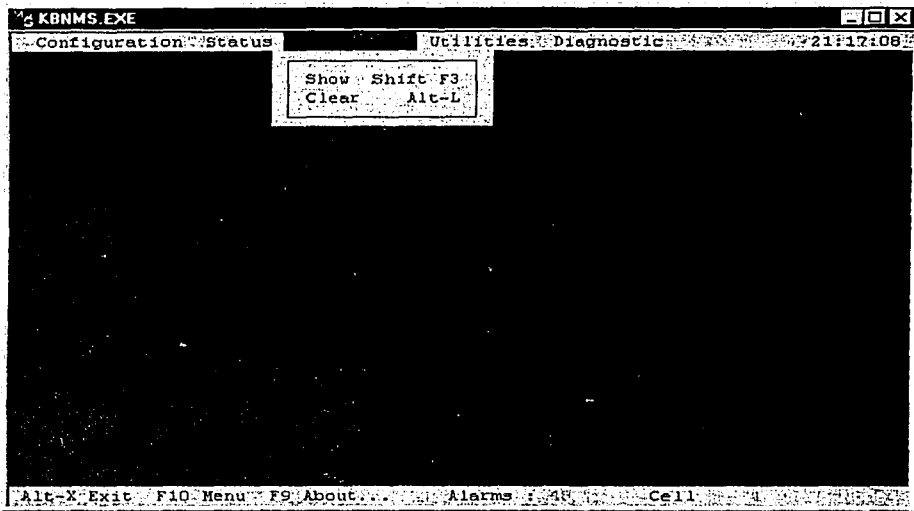 KBNMS.EXE
Configuration Status Utilities Diagnostic 21:17:08
Show Shift F3
Clear Alt-L
Alt-X Exit F10 Menu F9 About... Alarms : 48 Cell